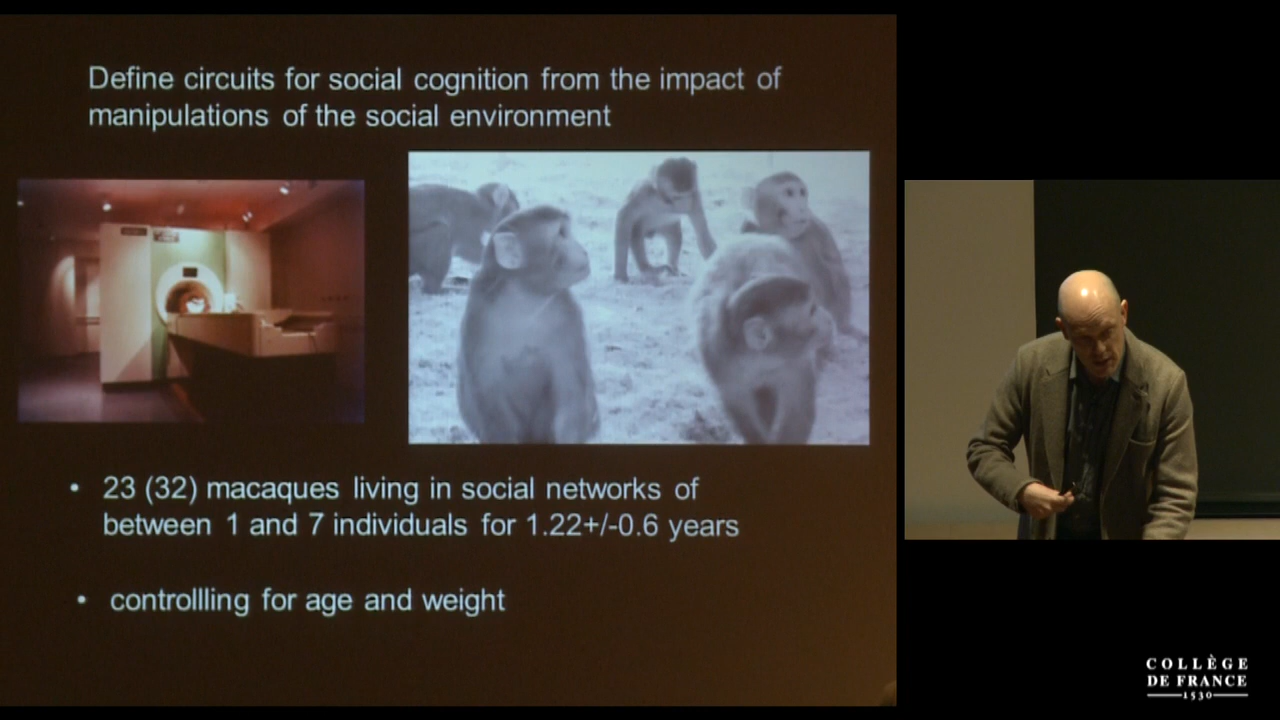 Define circuits for social cognition from the impact of
manipulations of the social environment
• 23 (32) macaques living in social networks of
between 1 and 7 individuals for 1.22+/-0.6 years
• controllling for age and weight
COLLÈGE
DE FRANCE
1530